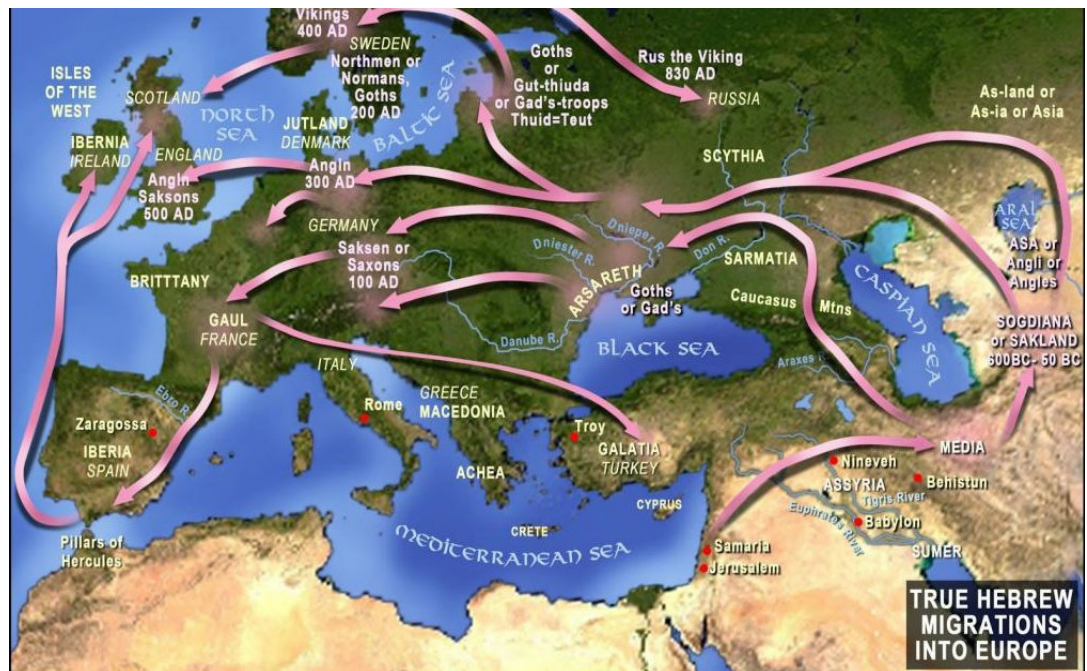 Vikings
400 AD
SWEDEN
Northmen or
Normans,
Goths
200 AD
Goths
or
Gut-thiuda
or Gad's-troops
Thuid=Teut
Rus the Viking
830 AD
RUSSIA
As-land or
As-ia or Asia
ISLES
OF THE
WEST
SCOTLAND
NORTH
SEA
JUTLAND
DENMARK
BALTIC SEA
IBERNIA
IRELAND
ENGLAND
Angin
Saksons
500 AD
Angin
300 AD
SCYTHIA
GERMANY
Saksen or
Saxons
100 AD
Dnieper R.
Dniester R.
Don R.
ARSARETH
Goths
or Gad's
SARMATIA
Caucasus Mtns
CASPIAN SEA
ARAL
SEA
ASA or
Angli or
Angles
SOGDIANA
or SAKLAND
600BC- 50 BC
BRITTTANY
GAUL
FRANCE
Danube R.
BLACK SEA
Araxes R.
ITALY
Rome
GREECE
MACEDONIA
Ebro R.
Zaragossa
IBERIA
SPAIN
Troy
GALATIA
TURKEY
MEDIA
Nineveh
ASSYRIA
Behistun
Tigris River
Euphrates River
Babylon
SUMER
ACHEA
CYPRUS
CRETE
MEDITERRANEAN SEA
Samaria
Jerusalem
Pillars of
Hercules
TRUE HEBREW
MIGRATIONS
INTO EUROPE